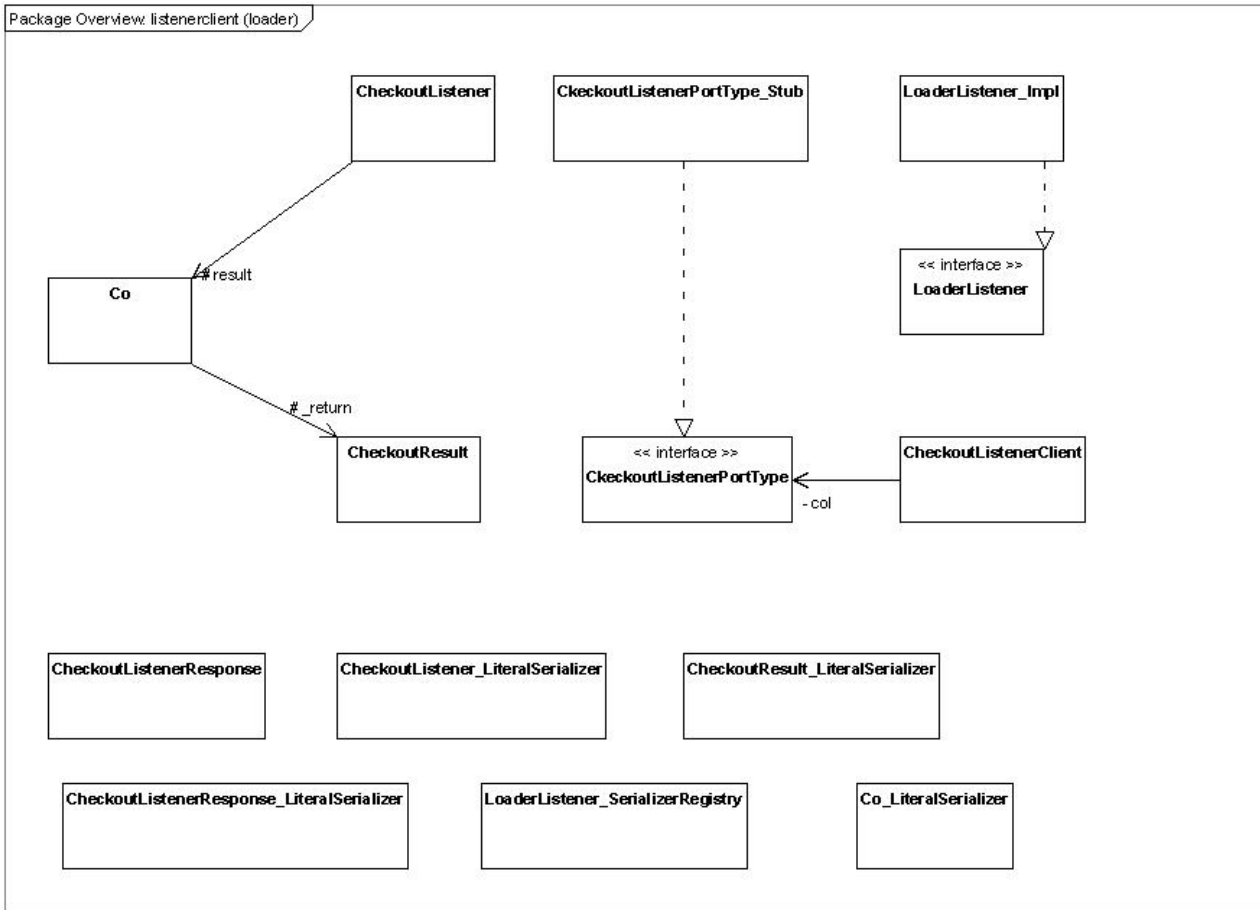 Package Overview: listenerclient (loader)
CheckoutListener
CkeckoutListenerPortType_Stub
LoaderListener_Impl
# result
<< interface >>
LoaderListener
Co
# _return
CheckoutResult
<< interface >>
CkeckoutListenerPortType
CheckoutListenerClient
- col
CheckoutListenerResponse
CheckoutListener_LiteralSerializer
CheckoutResult_LiteralSerializer
CheckoutListenerResponse_LiteralSerializer
LoaderListener_SerializerRegistry
Co_LiteralSerializer